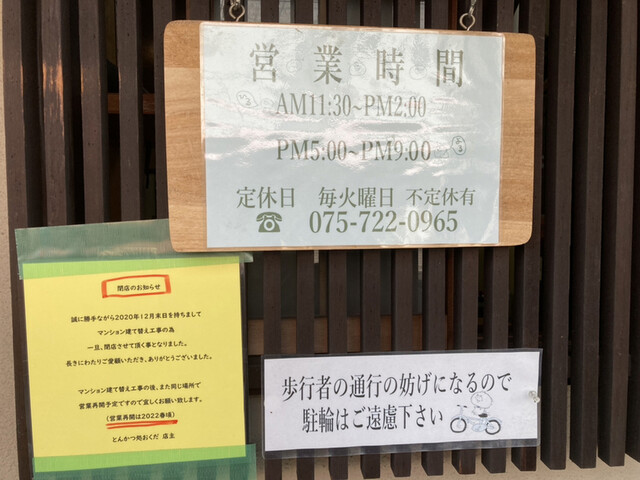 営業時間
AM11:30~PM2:00
PM5:00~PM9:00
定休日 毎火曜日 不定休有
☎ 075-722-0965
閉店のお知らせ
誠に勝手ながら2020年12月末日を持ちまして
マンション建て替え工事の為
一旦、閉店させて頂く事となりました。
長きにわたりご愛顧いただき、ありがとうございました。
マンション建て替え工事の後、また同じ場所で
営業再開予定ですので宜しくお願い致します。
(営業再開は2022春頃)
とんかつ処おくだ 店主
歩行者の通行の妨げになるので
駐輪はご遠慮下さい